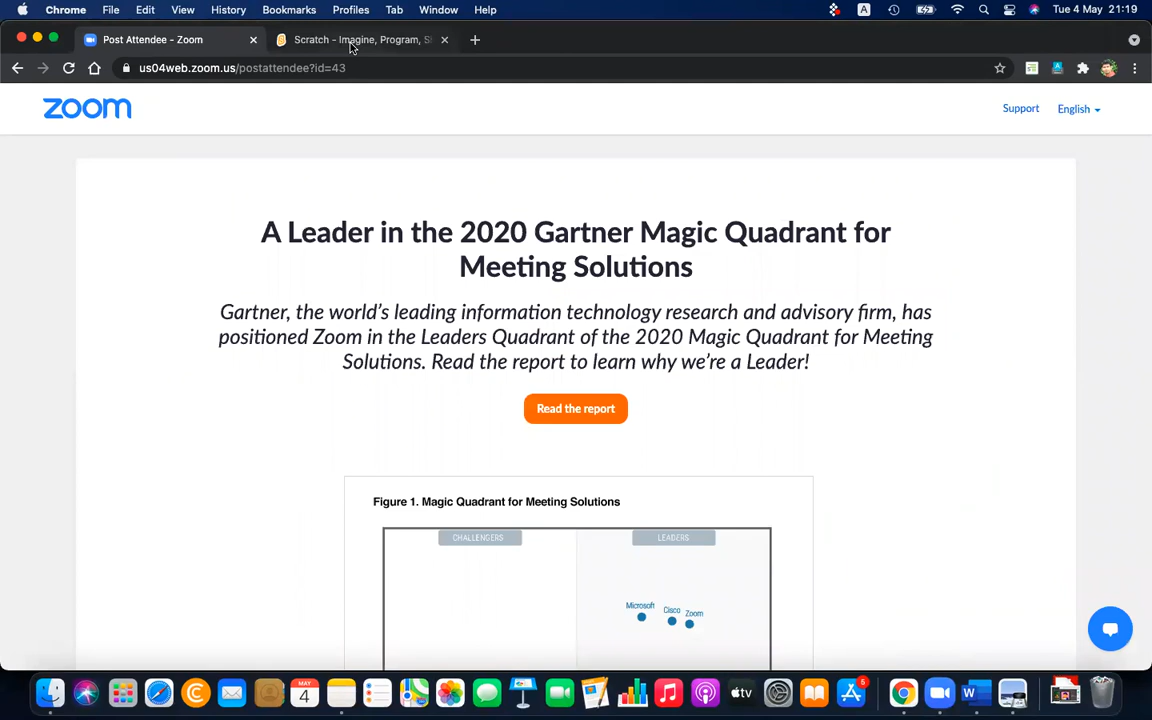 Chrome File Edit View History Bookmarks Profiles Tab Window Help A Tue 4 May 21:19
Post Attendee - Zoom Scratch - Imagine, Program, S
us04web.zoom.us/postattendee?id=43
zoom Support English
A Leader in the 2020 Gartner Magic Quadrant for
Meeting Solutions
Gartner, the world's leading information technology research and advisory firm, has
positioned Zoom in the Leaders Quadrant of the 2020 Magic Quadrant for Meeting
Solutions. Read the report to learn why we're a Leader!
Read the report
Figure 1. Magic Quadrant for Meeting Solutions
CHALLENGERS LEADERS
Microsoft Cisco Zoom
MAY
4
tv
W
5